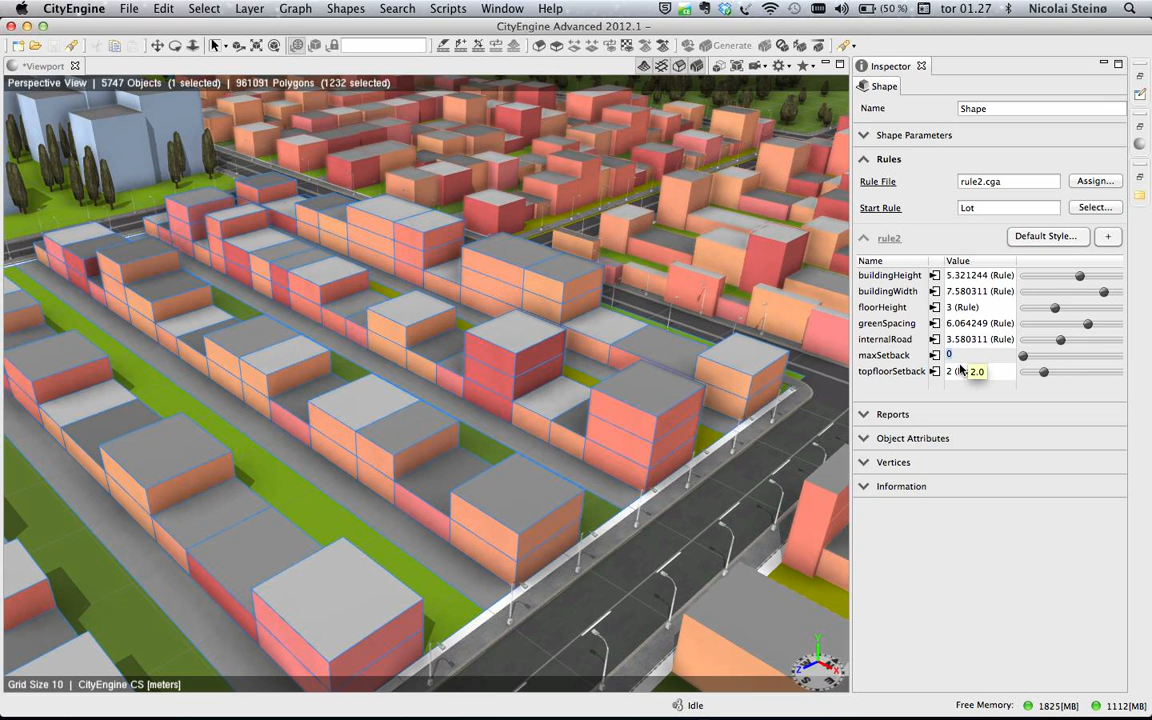 CityEngine File Edit Select Layer Graph Shapes Search Scripts Window Help (50 %) tor 01.27 Nicolai Steinø
CityEngine Advanced 2012.1 –
Generate
*Viewport
Inspector
Perspective View | 5747 Objects (1 selected) | 961091 Polygons (1232 selected)
Shape
Name Shape
Shape Parameters
Rules
Rule File rule2.cga Assign...
Start Rule Lot Select...
rule2 Default Style... +
Name Value
buildingHeight 5.321244 (Rule)
buildingWidth 7.580311 (Rule)
floorHeight 3 (Rule)
greenSpacing 6.064249 (Rule)
internalRoad 3.580311 (Rule)
maxSetback 0
topfloorSetback 2 2.0
Reports
Object Attributes
Vertices
Information
Y
Z X
Grid Size 10 | CityEngine CS [meters]
Idle Free Memory: 1825[MB] 1112[MB]